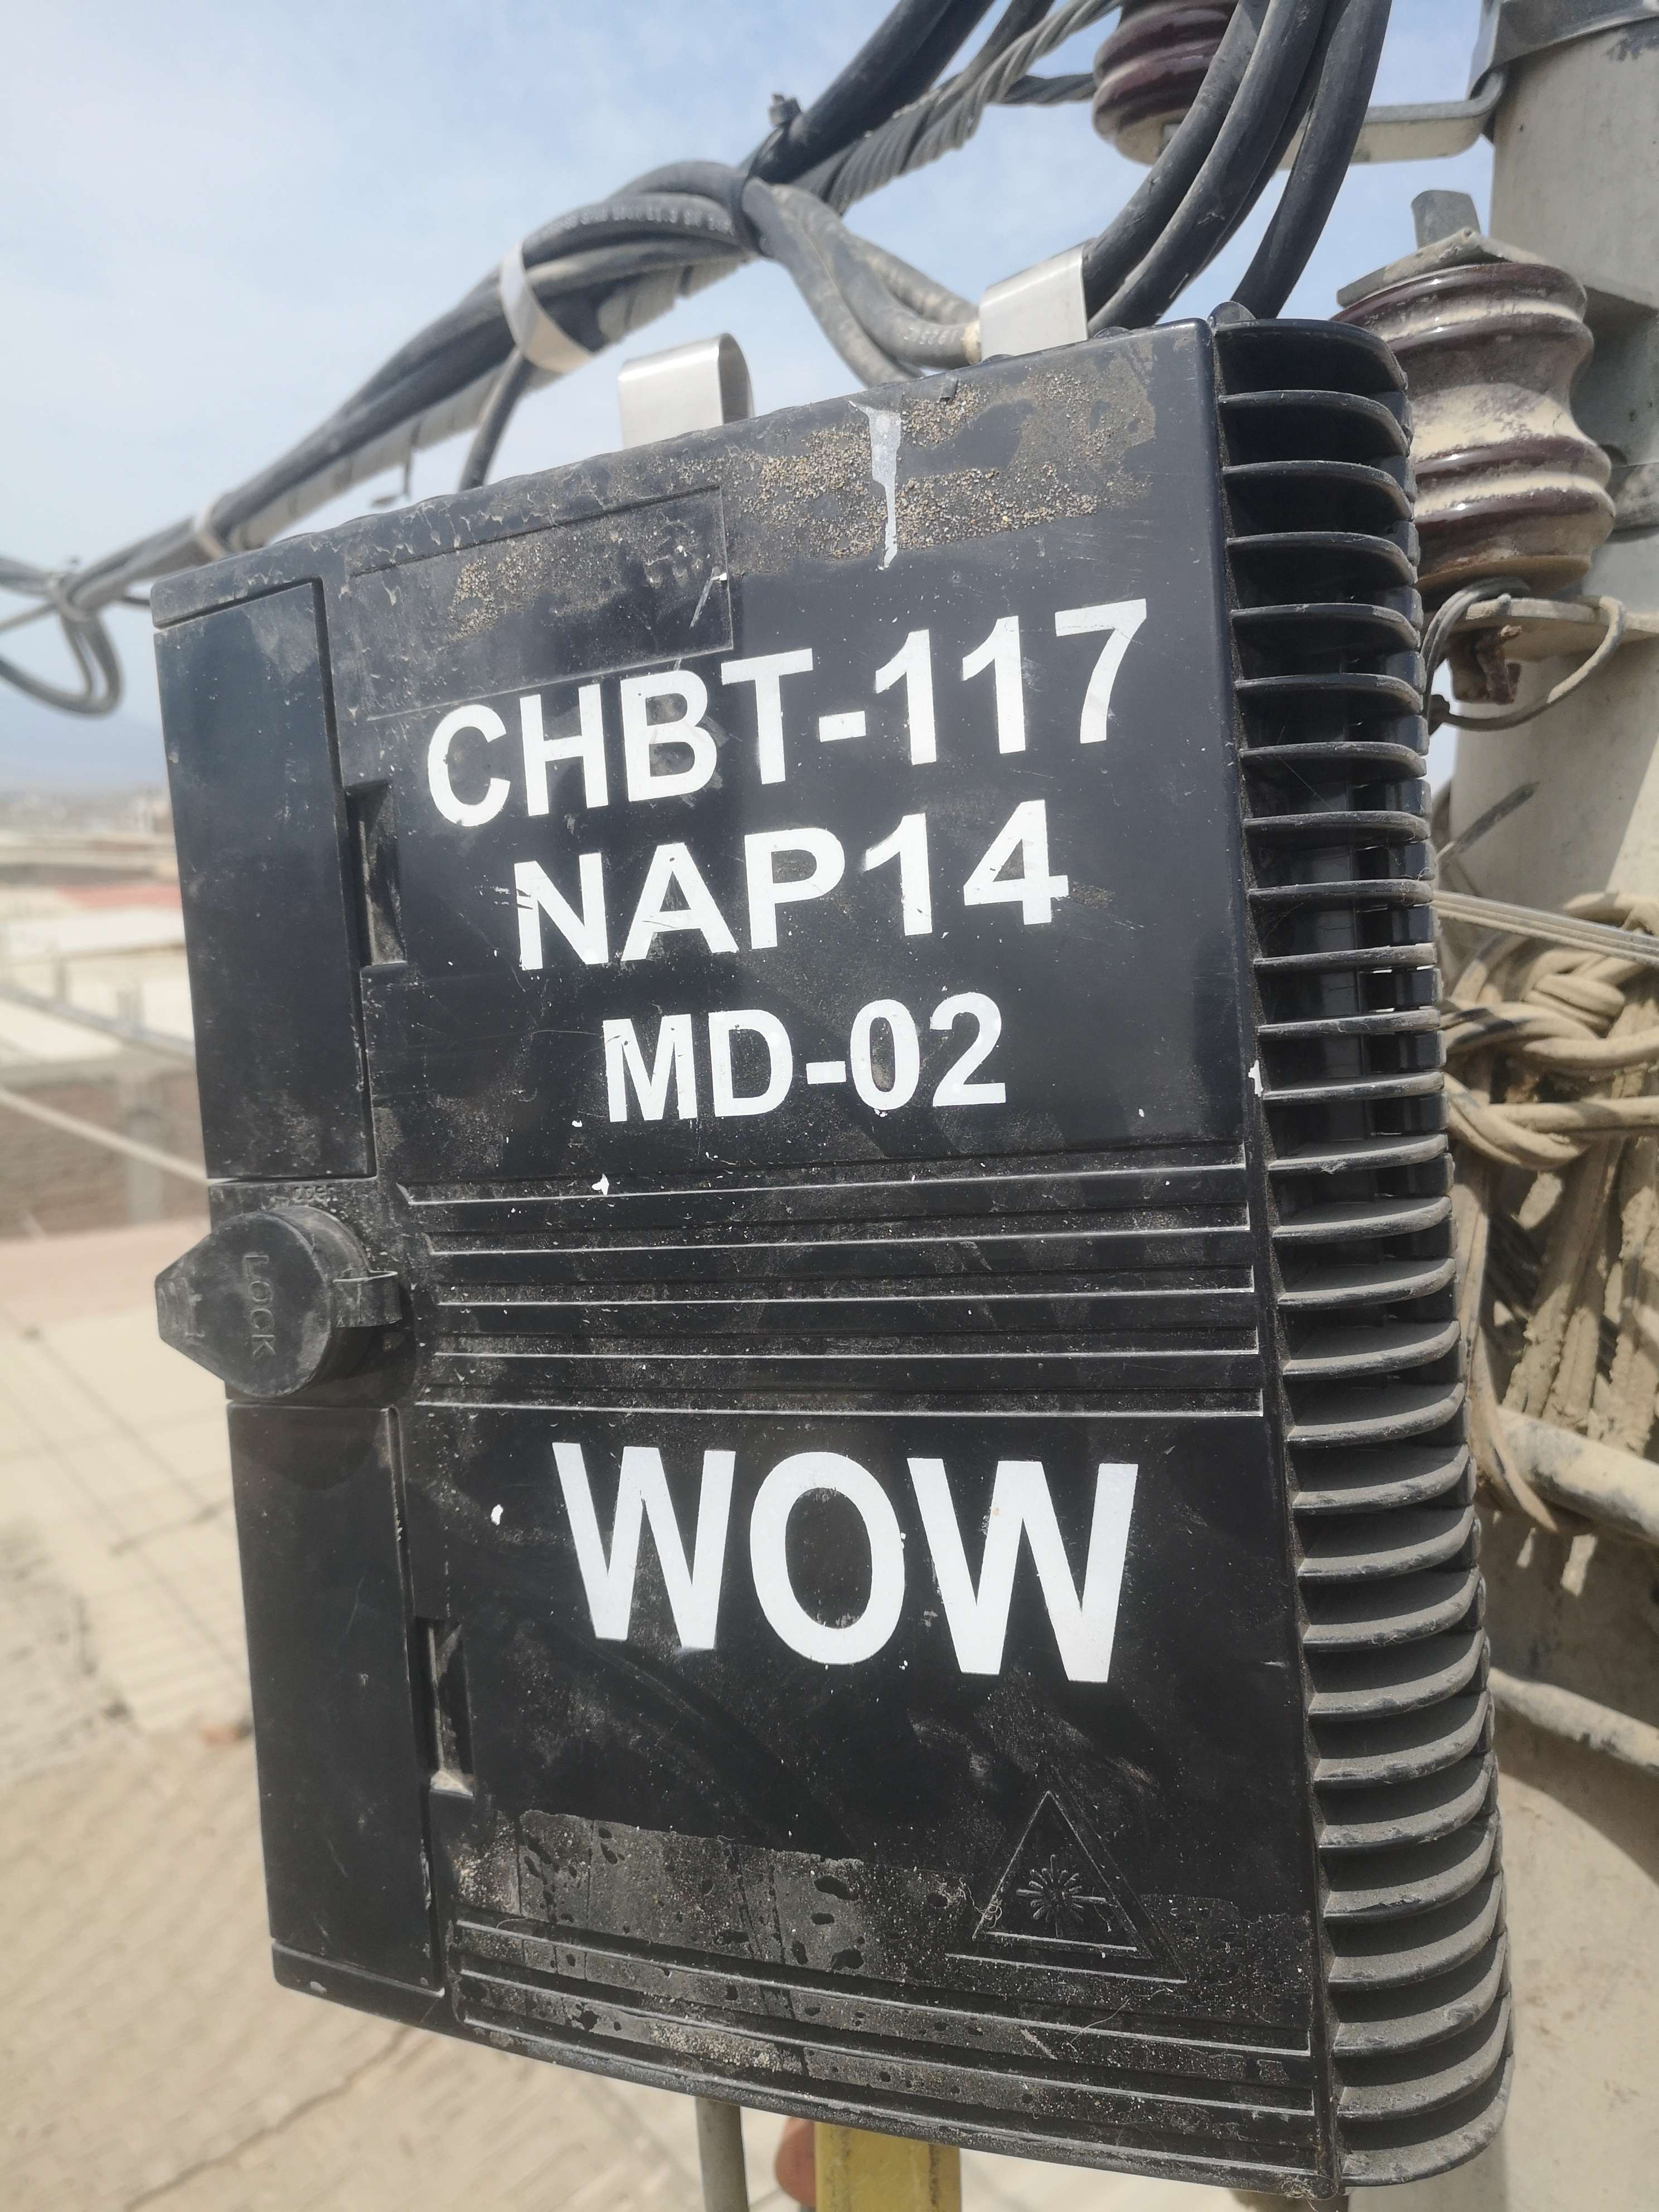 CHBT-117
NAP14
MD-02
LOCK
WOW